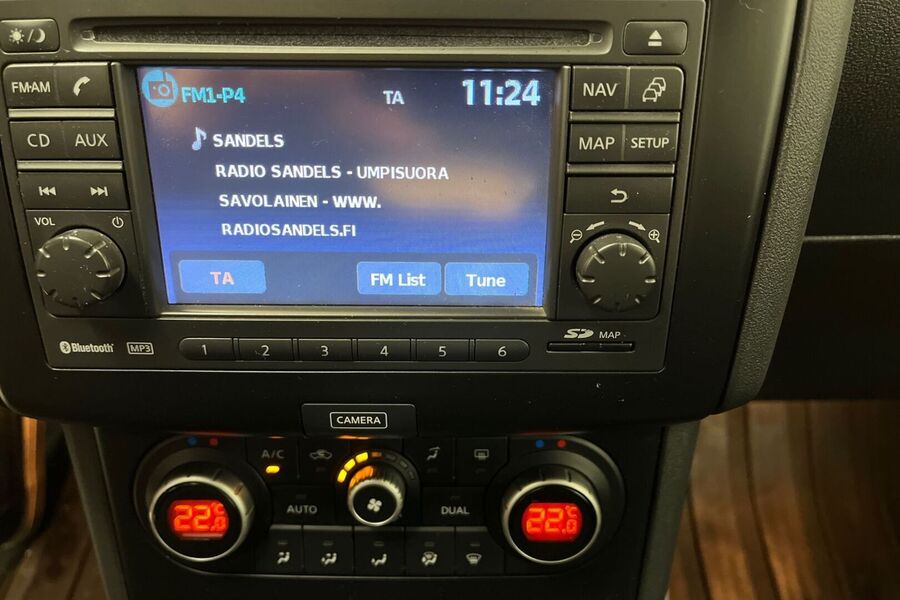 FM·AM
CD AUX
VOL
FM1-P4 TA 11:24
SANDELS
RADIO SANDELS - UMPISUORA
SAVOLAINEN - WWW.
RADIOSANDELS.FI
TA FM List Tune
NAV
MAP SETUP
Bluetooth MP3 1 2 3 4 5 6
SD MAP
CAMERA
A/C
AUTO DUAL
22.0°C 22.0°C